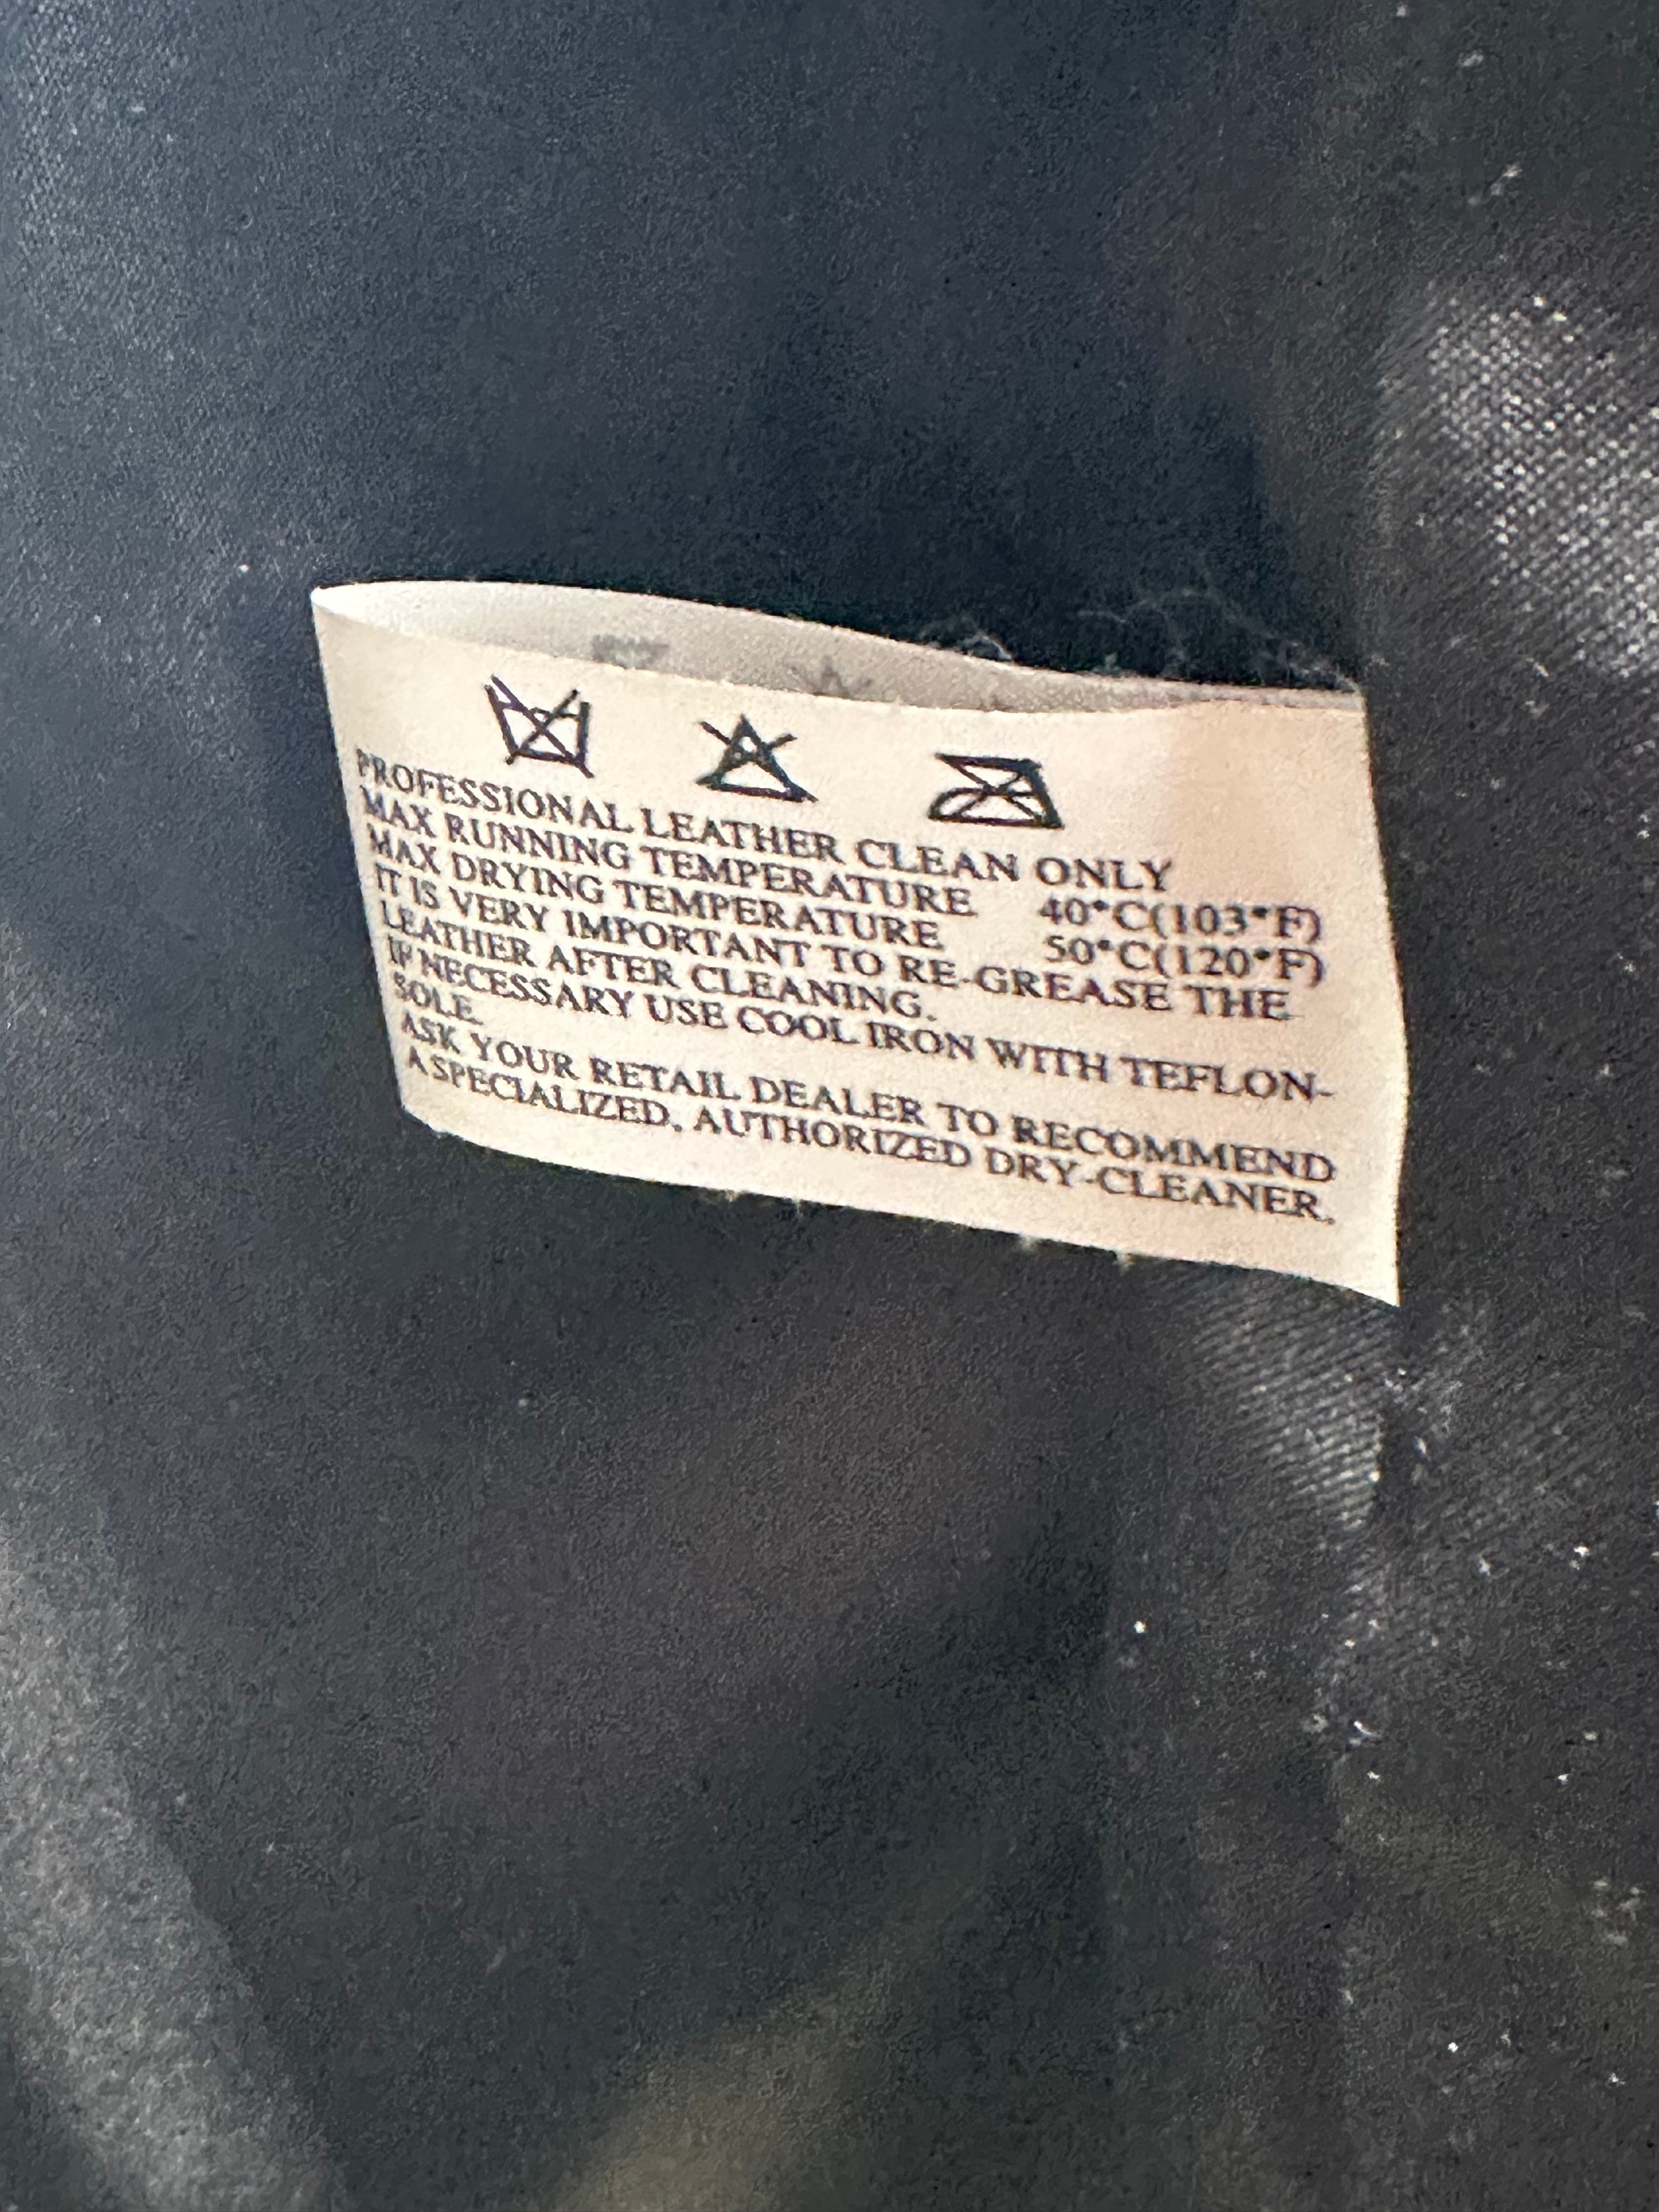 PROFESSIONAL LEATHER CLEAN ONLY
MAX RUNNING TEMPERATURE 40°C(103°F)
MAX DRYING TEMPERATURE 50°C(120°F)
IT IS VERY IMPORTANT TO RE-GREASE THE
LEATHER AFTER CLEANING.
IF NECESSARY USE COOL IRON WITH TEFLON-
SOLE.
ASK YOUR RETAIL DEALER TO RECOMMEND
A SPECIALIZED, AUTHORIZED DRY-CLEANER.